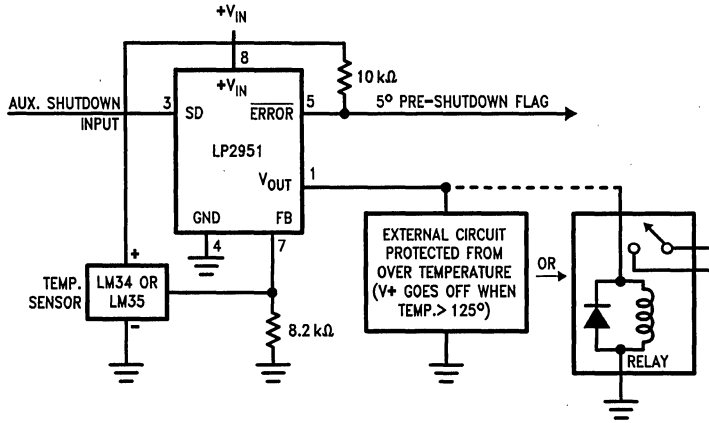 +VIN
8
10 kΩ
+VIN
AUX. SHUTDOWN
INPUT
3
SD
ERROR
5
5° PRE-SHUTDOWN FLAG
LP2951
VOUT
1
GND
FB
4
7
+
TEMP.
SENSOR
LM34 OR
LM35
−
8.2 kΩ
EXTERNAL CIRCUIT
PROTECTED FROM
OVER TEMPERATURE
(V+ GOES OFF WHEN
TEMP.> 125°)
OR
RELAY